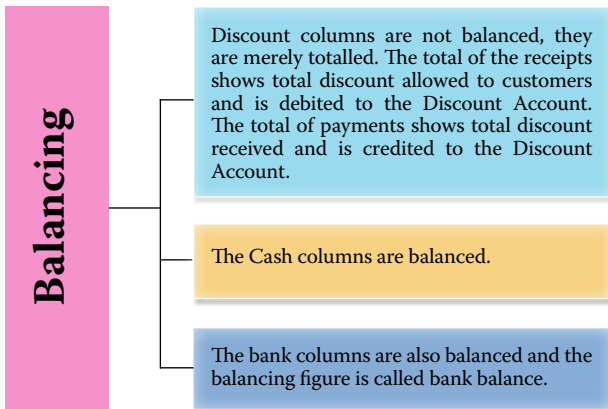 Balancing
Discount columns are not balanced, they
are merely totalled. The total of the receipts
shows total discount allowed to customers
and is debited to the Discount Account.
The total of payments shows total discount
received and is credited to the Discount
Account.
The Cash columns are balanced.
The bank columns are also balanced and the
balancing figure is called bank balance.